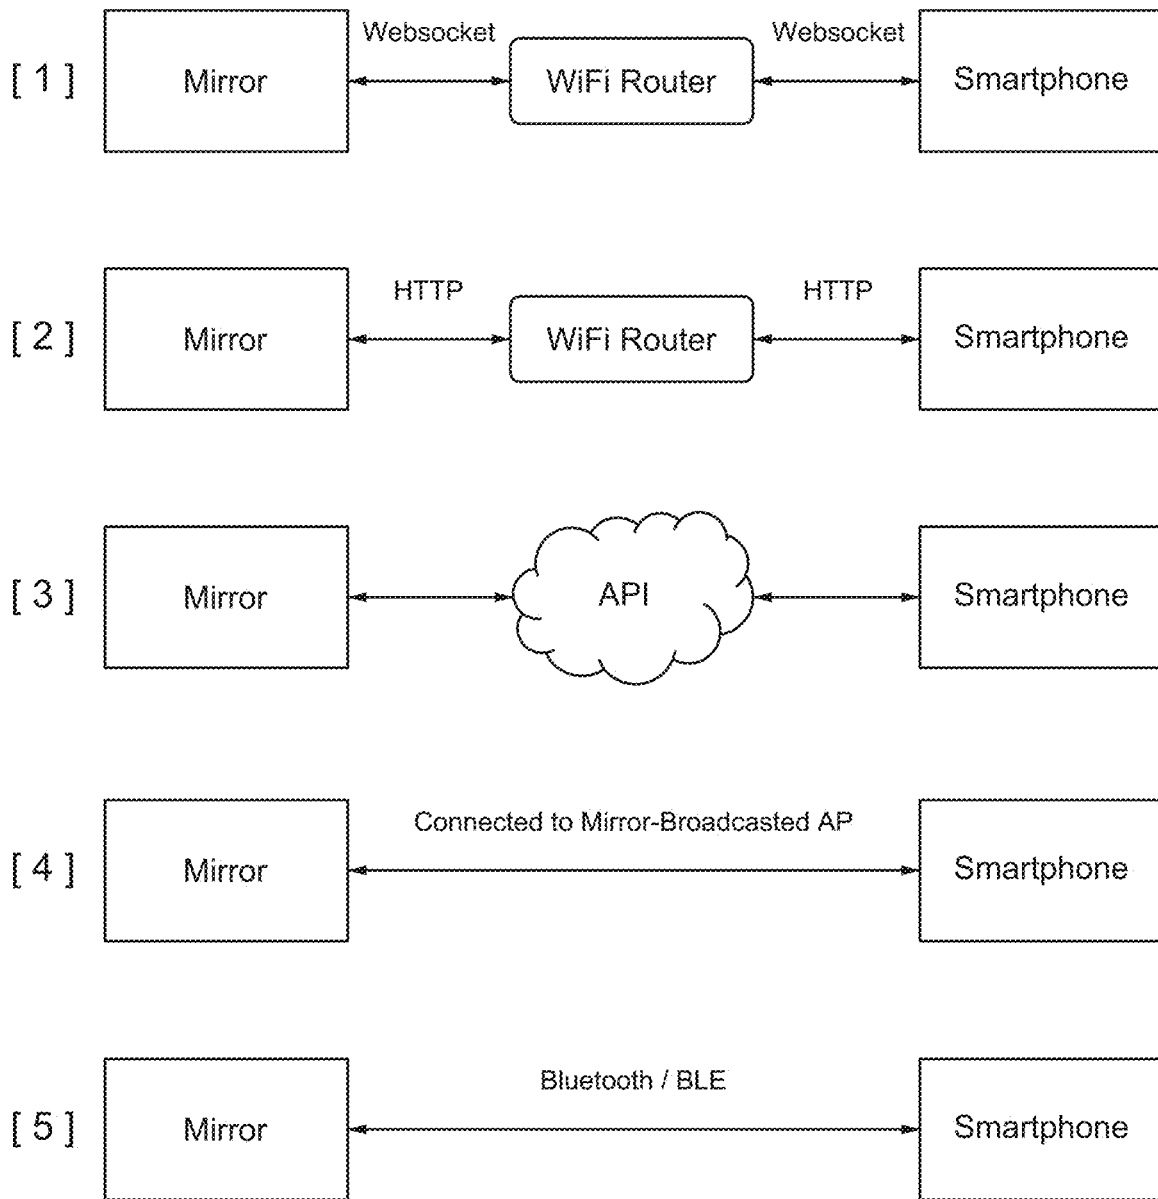 Websocket Websocket
[ 1 ] Mirror WiFi Router Smartphone
HTTP HTTP
[ 2 ] Mirror WiFi Router Smartphone
[ 3 ] Mirror API Smartphone
Connected to Mirror-Broadcasted AP
[ 4 ] Mirror Smartphone
Bluetooth / BLE
[ 5 ] Mirror Smartphone